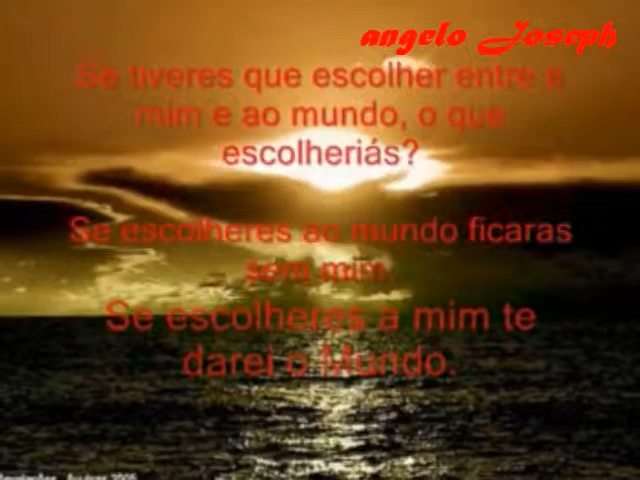 angelo Joseph
Se tiveres que escolher entre a
mim e ao mundo, o que
escolheriás?
Se escolheres ao mundo ficaras
sem mim.
Se escolheres a mim te
darei o Mundo.
2005